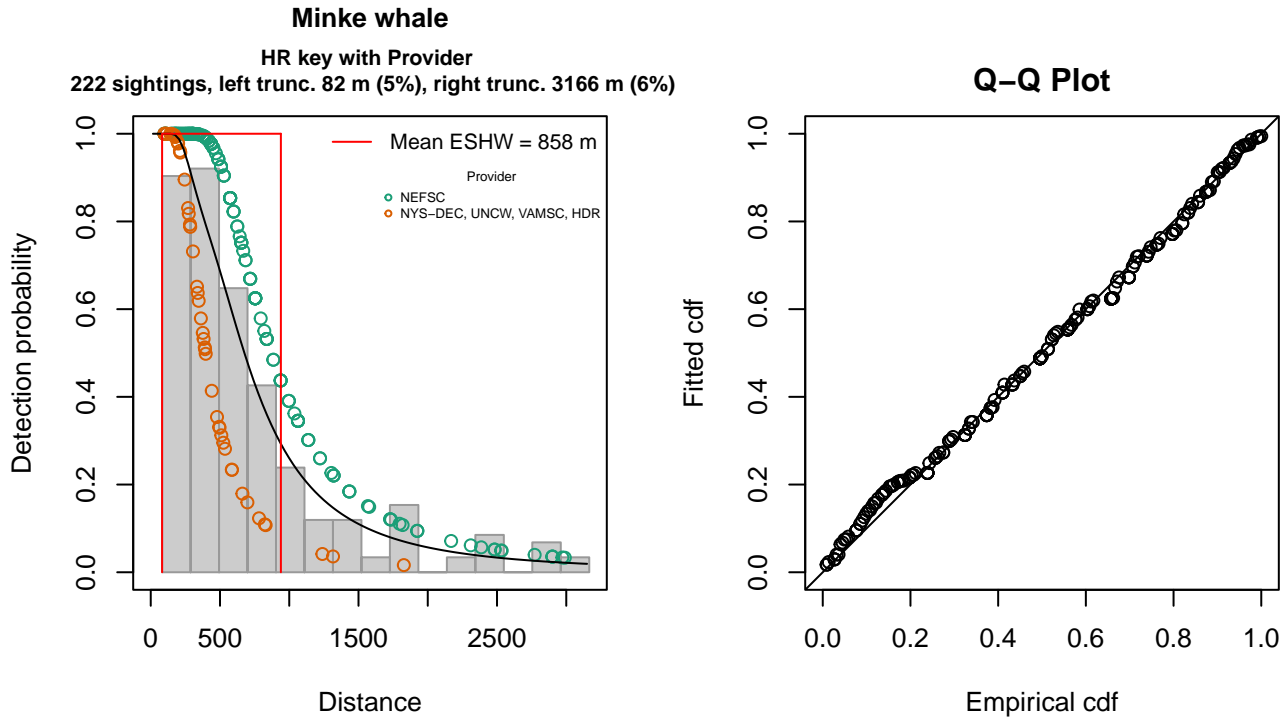 Minke whale
HR key with Provider
222 sightings, left trunc. 82 m (5%), right trunc. 3166 m (6%)
Mean ESHW = 858 m
Provider
NEFSC
NYS−DEC, UNCW, VAMSC, HDR
Detection probability
0.0
0.2
0.4
0.6
0.8
1.0
0
500
1500
2500
Distance
Q−Q Plot
Fitted cdf
0.0
0.2
0.4
0.6
0.8
1.0
0.0
0.2
0.4
0.6
0.8
1.0
Empirical cdf